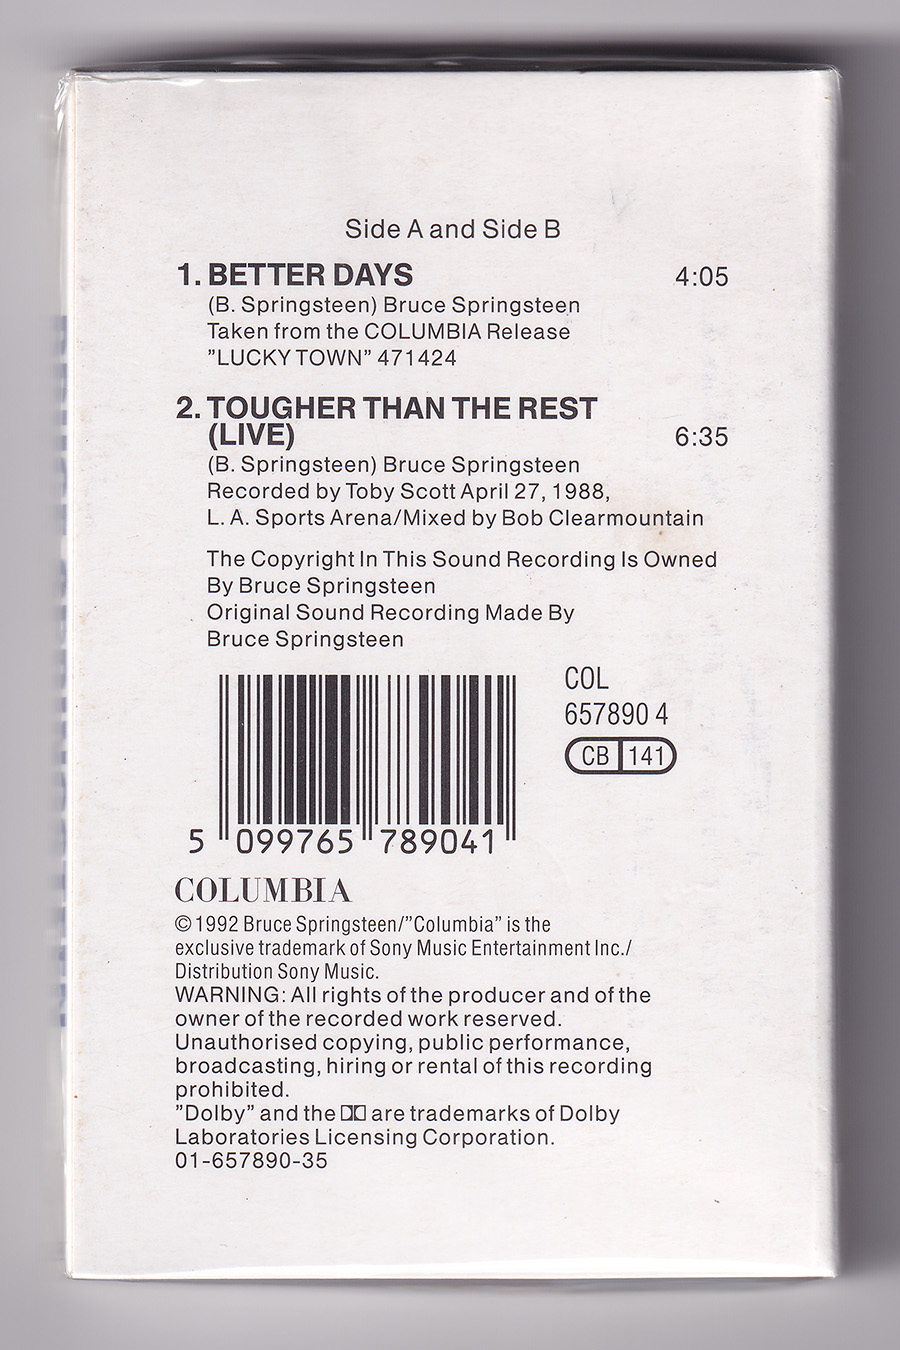 Side A and Side B
1. BETTER DAYS 4:05
(B. Springsteen) Bruce Springsteen
Taken from the COLUMBIA Release
”LUCKY TOWN” 471424
2. TOUGHER THAN THE REST
(LIVE) 6:35
(B. Springsteen) Bruce Springsteen
Recorded by Toby Scott April 27, 1988,
L. A. Sports Arena/Mixed by Bob Clearmountain
The Copyright In This Sound Recording Is Owned
By Bruce Springsteen
Original Sound Recording Made By
Bruce Springsteen
COL
657890 4
CB 141
5 099765 789041
COLUMBIA
© 1992 Bruce Springsteen/”Columbia” is the
exclusive trademark of Sony Music Entertainment Inc./
Distribution Sony Music.
WARNING: All rights of the producer and of the
owner of the recorded work reserved.
Unauthorised copying, public performance,
broadcasting, hiring or rental of this recording
prohibited.
”Dolby” and the are trademarks of Dolby
Laboratories Licensing Corporation.
01-657890-35